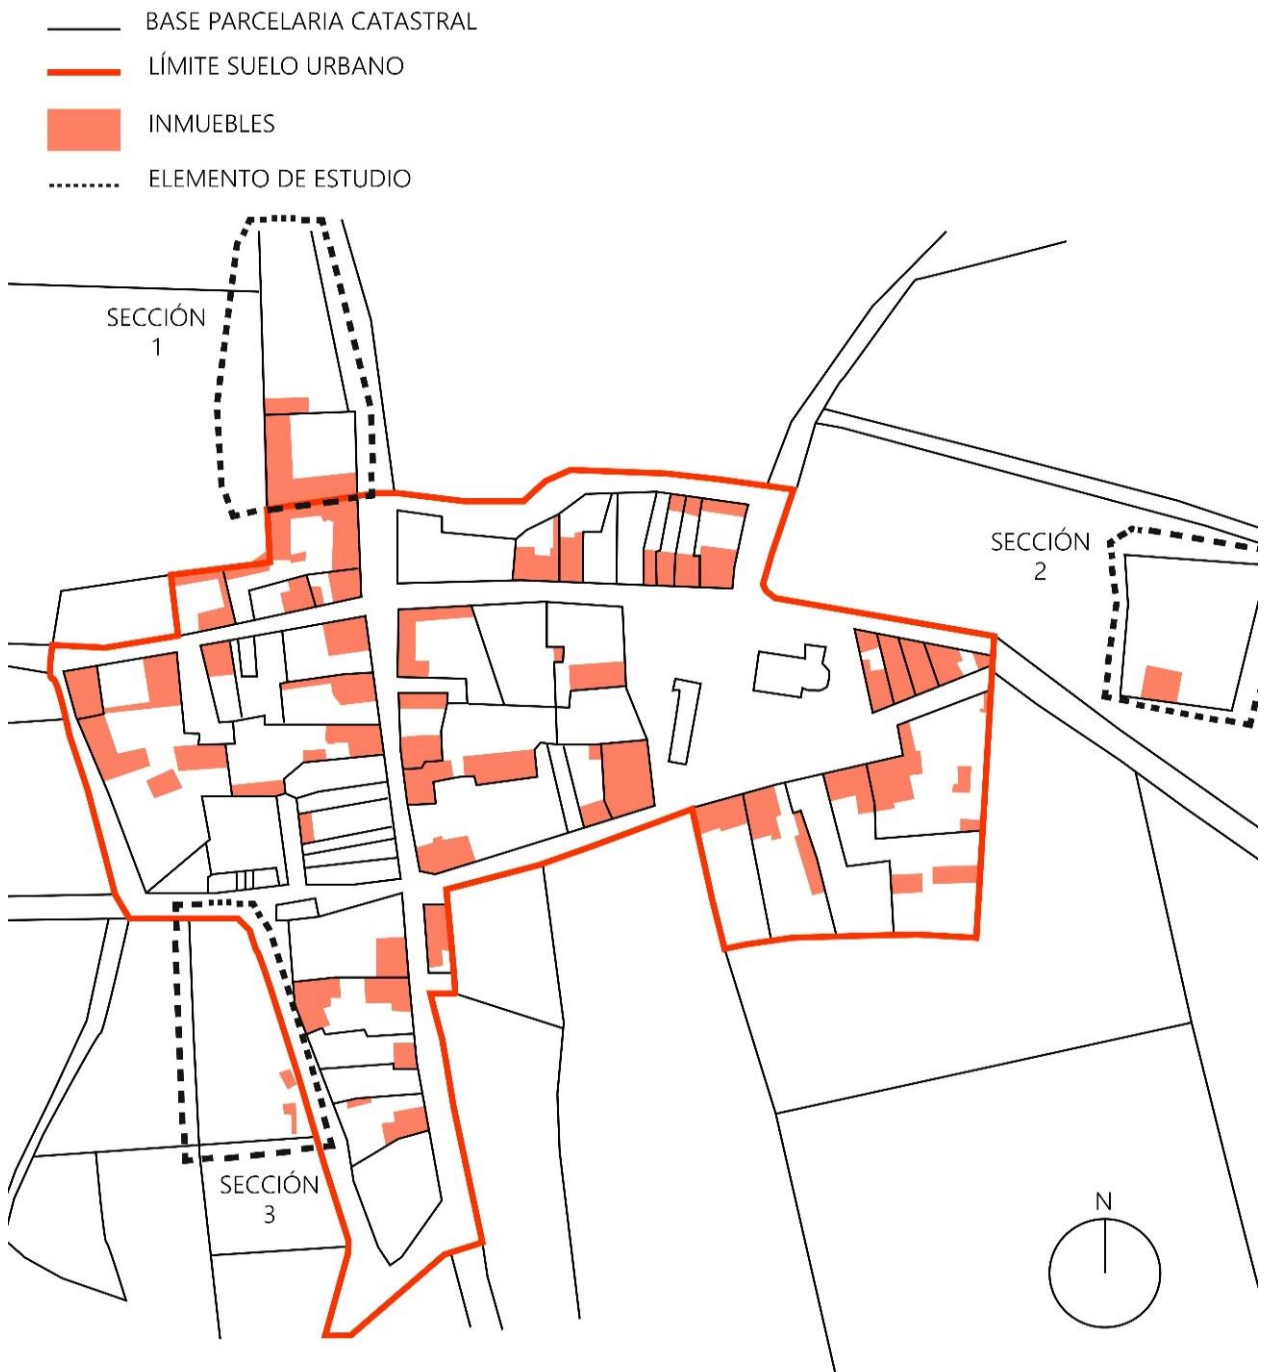 BASE PARCELARIA CATASTRAL
LÍMITE SUELO URBANO
INMUEBLES
ELEMENTO DE ESTUDIO
SECCIÓN
1
SECCIÓN
2
SECCIÓN
3
N